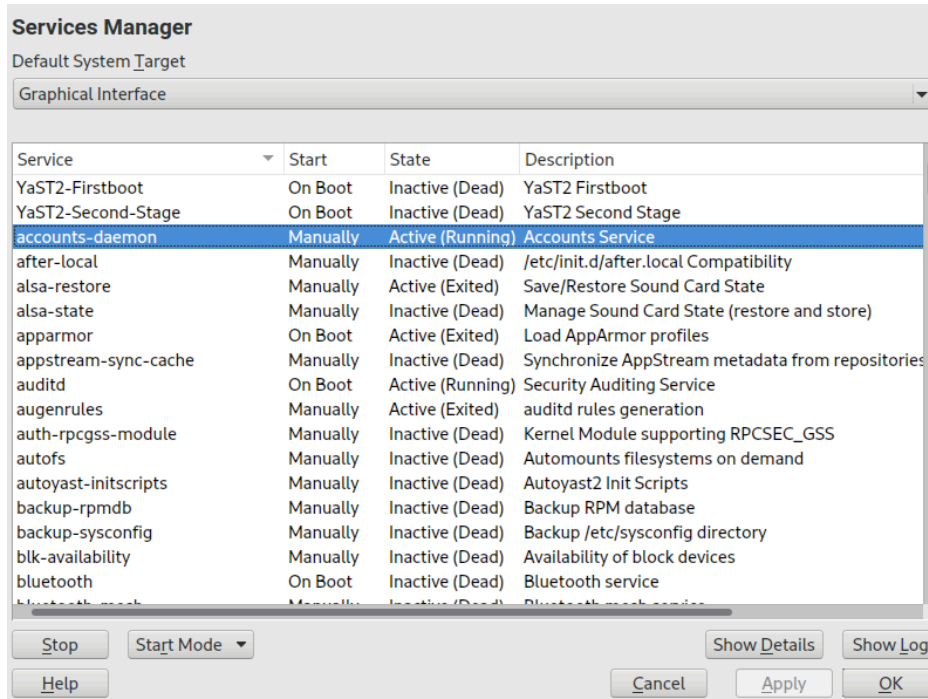 Services Manager
Default System Target
Graphical Interface
Service Start State Description
YaST2-Firstboot On Boot Inactive (Dead) YaST2 Firstboot
YaST2-Second-Stage On Boot Inactive (Dead) YaST2 Second Stage
accounts-daemon Manually Active (Running) Accounts Service
after-local Manually Inactive (Dead) /etc/init.d/after.local Compatibility
alsa-restore Manually Active (Exited) Save/Restore Sound Card State
alsa-state Manually Inactive (Dead) Manage Sound Card State (restore and store)
apparmor On Boot Active (Exited) Load AppArmor profiles
appstream-sync-cache Manually Inactive (Dead) Synchronize AppStream metadata from repositories
auditd On Boot Active (Running) Security Auditing Service
augenrules Manually Active (Exited) auditd rules generation
auth-rpcgss-module Manually Inactive (Dead) Kernel Module supporting RPCSEC_GSS
autofs Manually Inactive (Dead) Automounts filesystems on demand
autoyast-initscripts Manually Inactive (Dead) Autoyast2 Init Scripts
backup-rpmdb Manually Inactive (Dead) Backup RPM database
backup-sysconfig Manually Inactive (Dead) Backup /etc/sysconfig directory
blk-availability Manually Inactive (Dead) Availability of block devices
bluetooth On Boot Inactive (Dead) Bluetooth service
bluetooth-mesh Manually Inactive (Dead) Bluetooth mesh service
Stop Start Mode Show Details Show Log
Help Cancel Apply OK